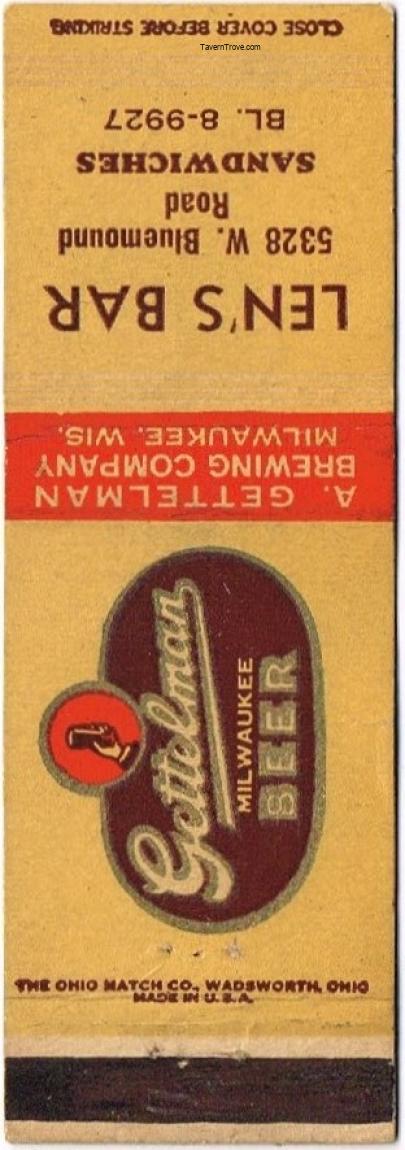 CLOSE COVER BEFORE STRIKING
TavernTrove.com
LEN'S BAR
5328 W. Bluemound
Road
SANDWICHES
BL. 8-9927
A. GETTELMAN
BREWING COMPANY
MILWAUKEE, WIS.
Gettelman
MILWAUKEE
BEER
THE OHIO MATCH CO., WADSWORTH, OHIO
MADE IN U.S.A.